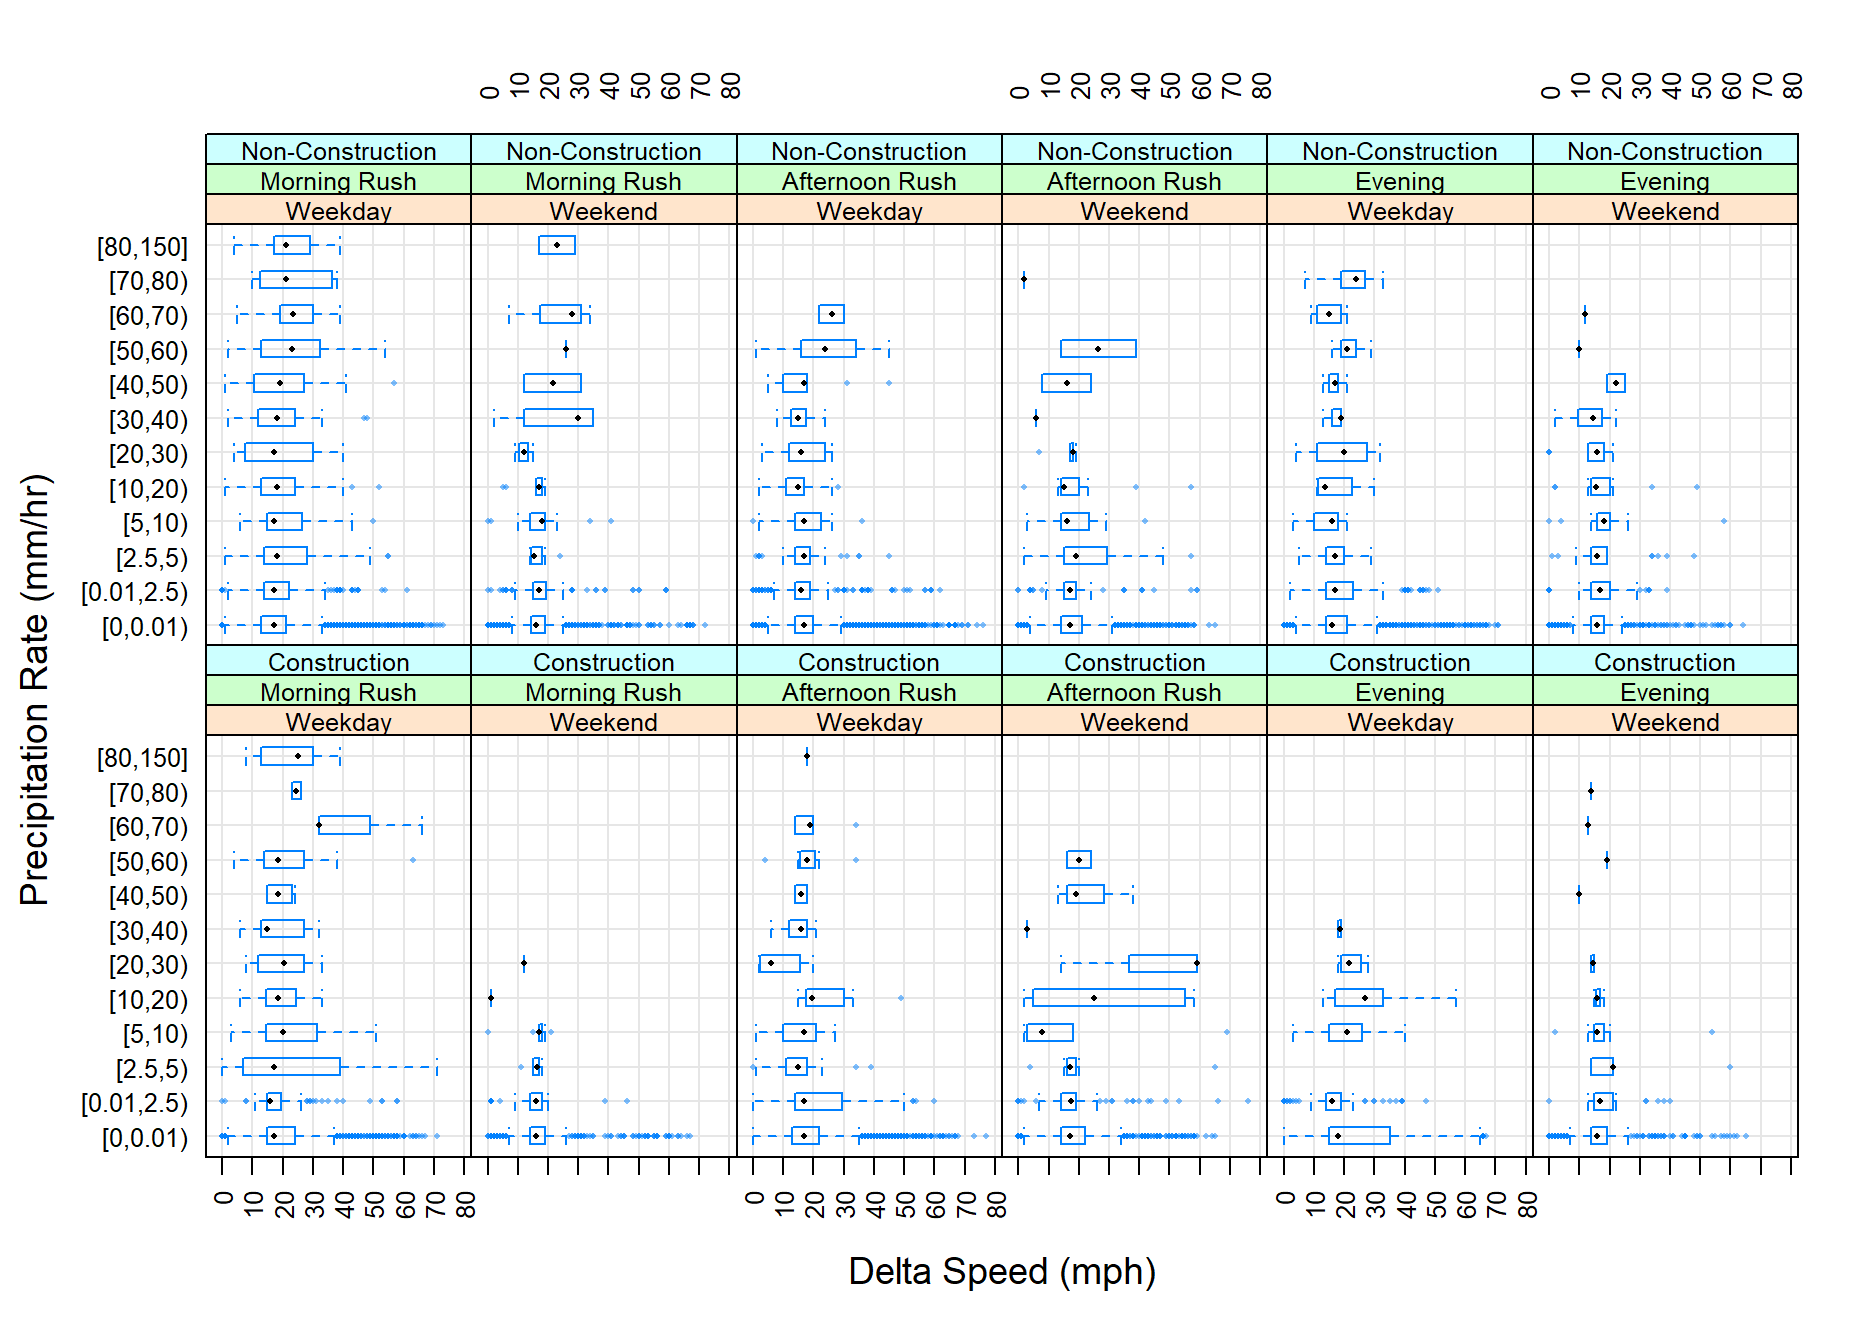 0 10 20 30 40 50 60 70 80 0 10 20 30 40 50 60 70 80 0 10 20 30 40 50 60 70 80
Non-Construction Non-Construction Non-Construction Non-Construction Non-Construction Non-Construction
Morning Rush Morning Rush Afternoon Rush Afternoon Rush Evening Evening
Weekday Weekend Weekday Weekend Weekday Weekend
[80,150]
[70,80)
[60,70)
[50,60)
[40,50)
[30,40)
[20,30)
[10,20)
[5,10)
[2.5,5)
[0.01,2.5)
[0,0.01)
Construction Construction Construction Construction Construction Construction
Morning Rush Morning Rush Afternoon Rush Afternoon Rush Evening Evening
Weekday Weekend Weekday Weekend Weekday Weekend
[80,150]
[70,80)
[60,70)
[50,60)
[40,50)
[30,40)
[20,30)
[10,20)
[5,10)
[2.5,5)
[0.01,2.5)
[0,0.01)
0 10 20 30 40 50 60 70 80 0 10 20 30 40 50 60 70 80 0 10 20 30 40 50 60 70 80
Delta Speed (mph)
Precipitation Rate (mm/hr)